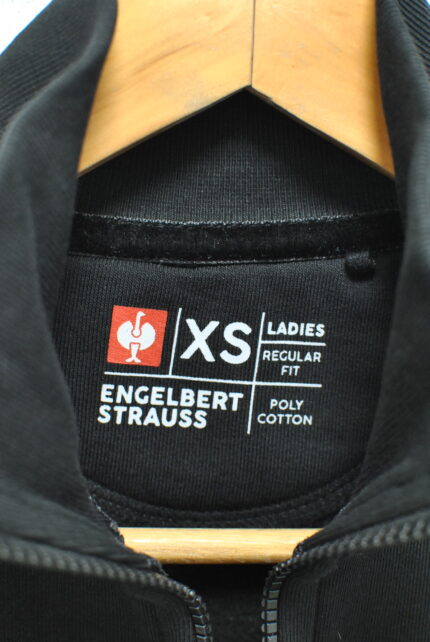 XS
LADIES
REGULAR
FIT
ENGELBERT
STRAUSS
POLY
COTTON